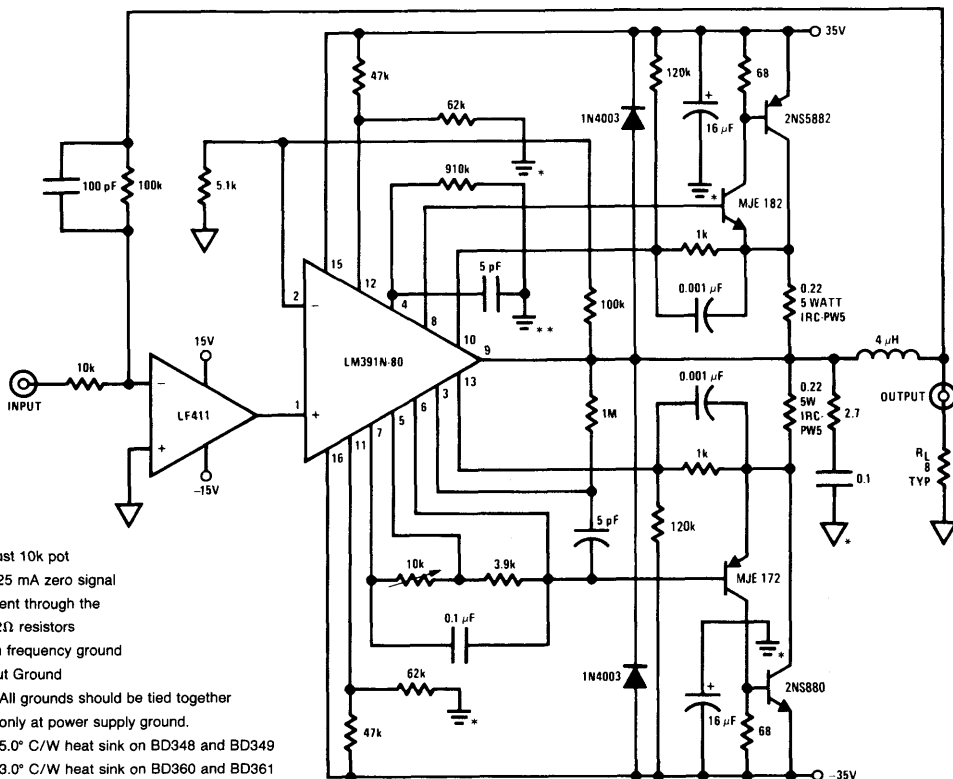 35V
47k
120k
68
62k
1N4003
+
16 µF
2NS5882
*
100 pF
100k
5.1k
910k
*
MJE 182
15
12
5 pF
1k
2
−
4
8
**
100k
0.001 µF
0.22
5 WATT
IRC-PW5
10
4 µH
15V
LM391N-80
9
13
10k
−
3
0.001 µF
0.22
5W
IRC-
PW5
2.7
OUTPUT
INPUT
LF411
1
+
6
1M
+
5
7
11
16
1k
RL
8
TYP
−15V
0.1
5 pF
120k
*
ust 10k pot
25 mA zero signal
ent through the
2Ω resistors
h frequency ground
ut Ground
All grounds should be tied together
only at power supply ground.
5.0° C/W heat sink on BD348 and BD349
3.0° C/W heat sink on BD360 and BD361
10k
3.9k
MJE 172
0.1 µF
*
62k
1N4003
+
16 µF
2NS880
*
47k
68
−35V